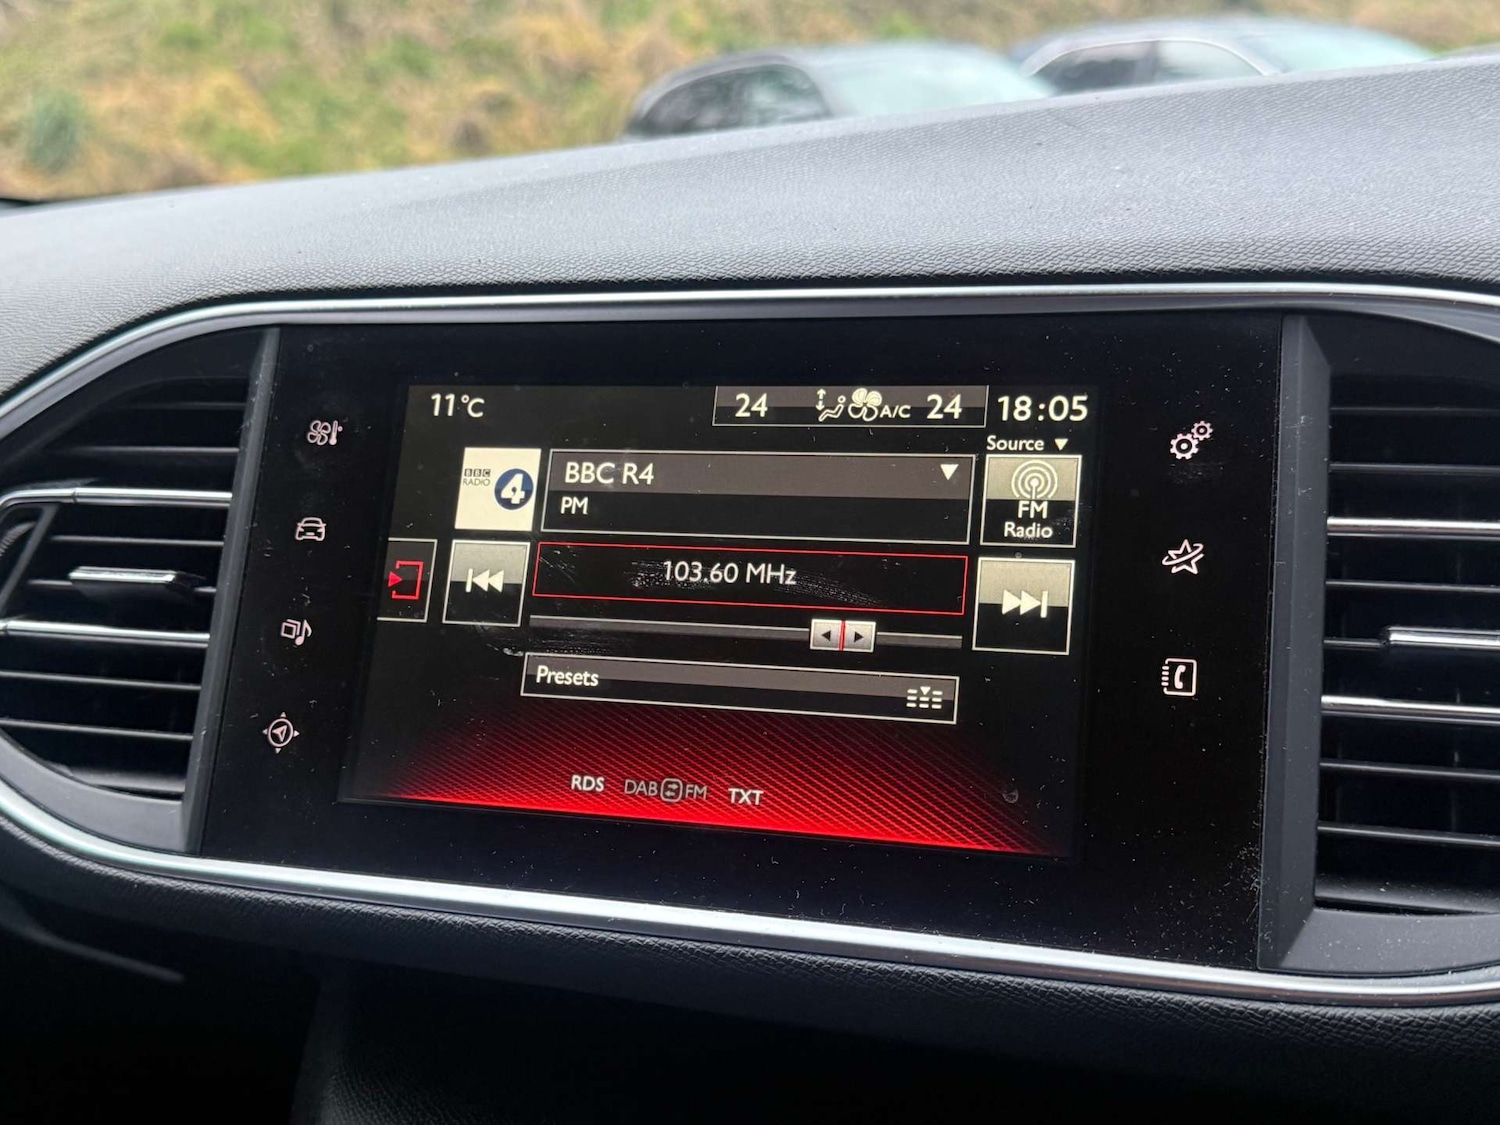 11°C
24 A/C 24
18:05
Source
BBC RADIO 4
BBC R4
PM
FM
Radio
103.60 MHz
Presets
RDS DAB FM TXT